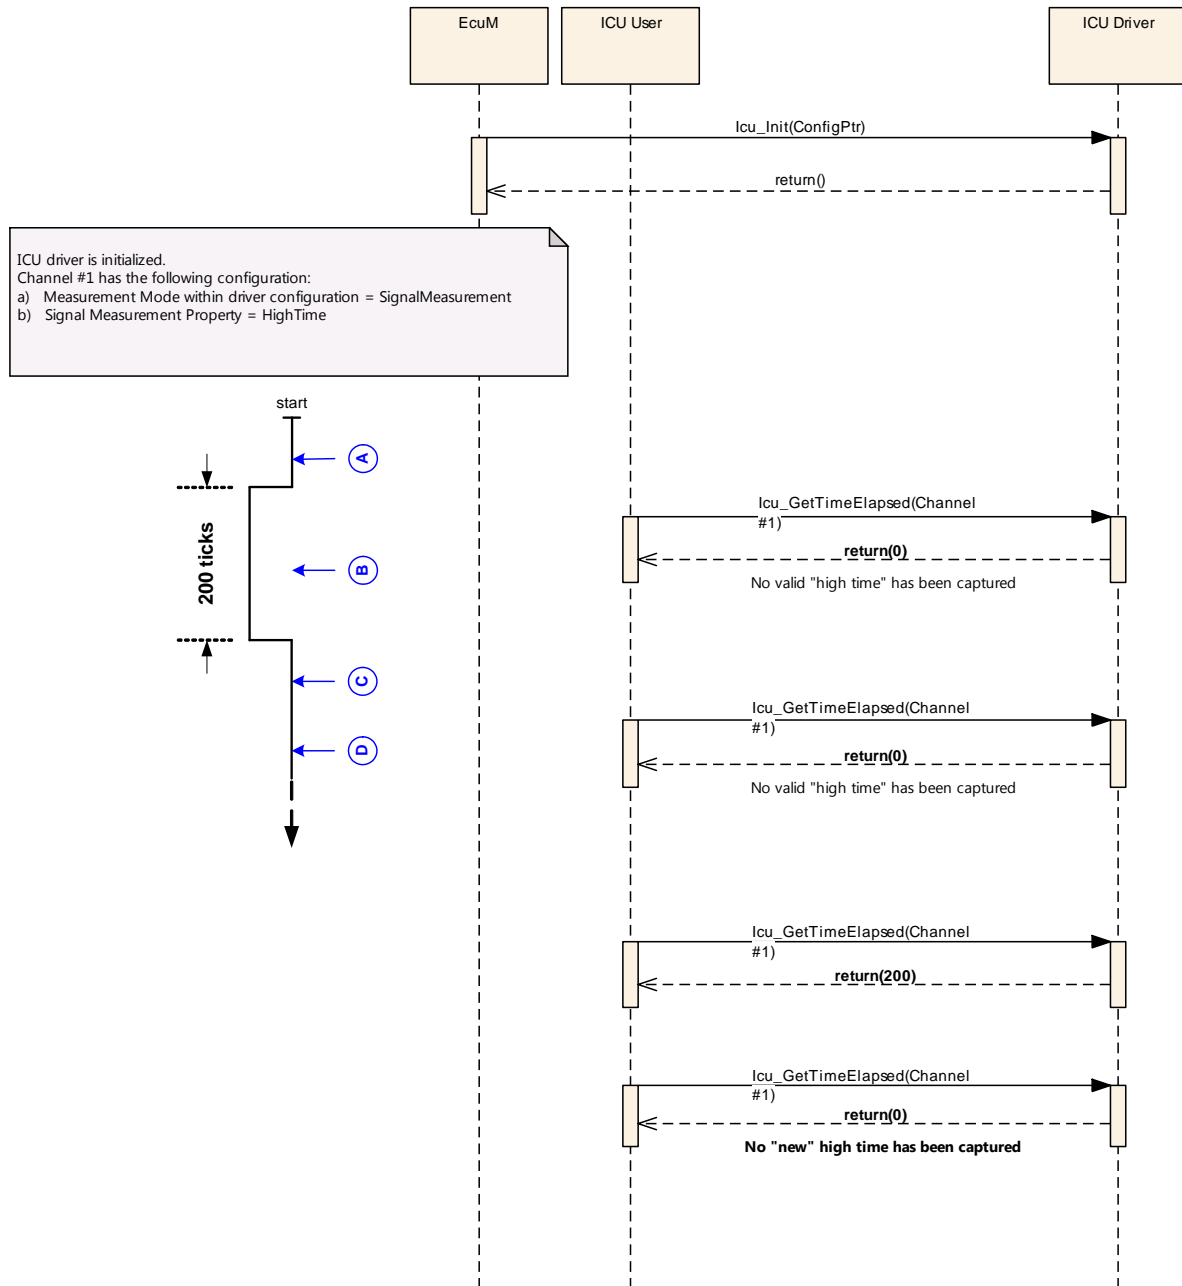 EcuM
ICU User
ICU Driver
Icu_Init(ConfigPtr)
return()
ICU driver is initialized.
Channel #1 has the following configuration:
a) Measurement Mode within driver configuration = SignalMeasurement
b) Signal Measurement Property = HighTime
start
A
200 ticks
B
C
D
Icu_GetTimeElapsed(Channel
#1)
return(0)
No valid "high time" has been captured
Icu_GetTimeElapsed(Channel
#1)
return(0)
No valid "high time" has been captured
Icu_GetTimeElapsed(Channel
#1)
return(200)
Icu_GetTimeElapsed(Channel
#1)
return(0)
No "new" high time has been captured